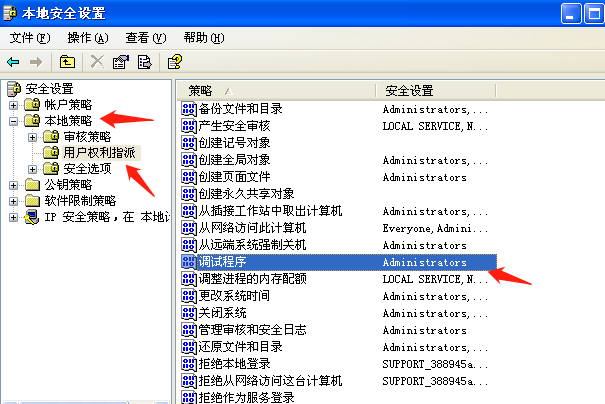 本地安全设置
文件(F) 操作(A) 查看(V) 帮助(H)
安全设置
帐户策略
本地策略
审核策略
用户权利指派
安全选项
公钥策略
软件限制策略
IP 安全策略，在 本地
策略 安全设置
备份文件和目录 Administrators,...
产生安全审核 LOCAL SERVICE,N...
创建记号对象
创建全局对象 Administrators,...
创建页面文件 Administrators
创建永久共享对象
从插接工作站中取出计算机 Administrators,...
从网络访问此计算机 Everyone,Admini...
从远端系统强制关机 Administrators
调试程序 Administrators
调整进程的内存配额 LOCAL SERVICE,N...
更改系统时间 Administrators,...
关闭系统 Administrators,...
管理审核和安全日志 Administrators
还原文件和目录 Administrators,...
拒绝本地登录 SUPPORT_388945a...
拒绝从网络访问这台计算机 SUPPORT_388945a...
拒绝作为服务登录